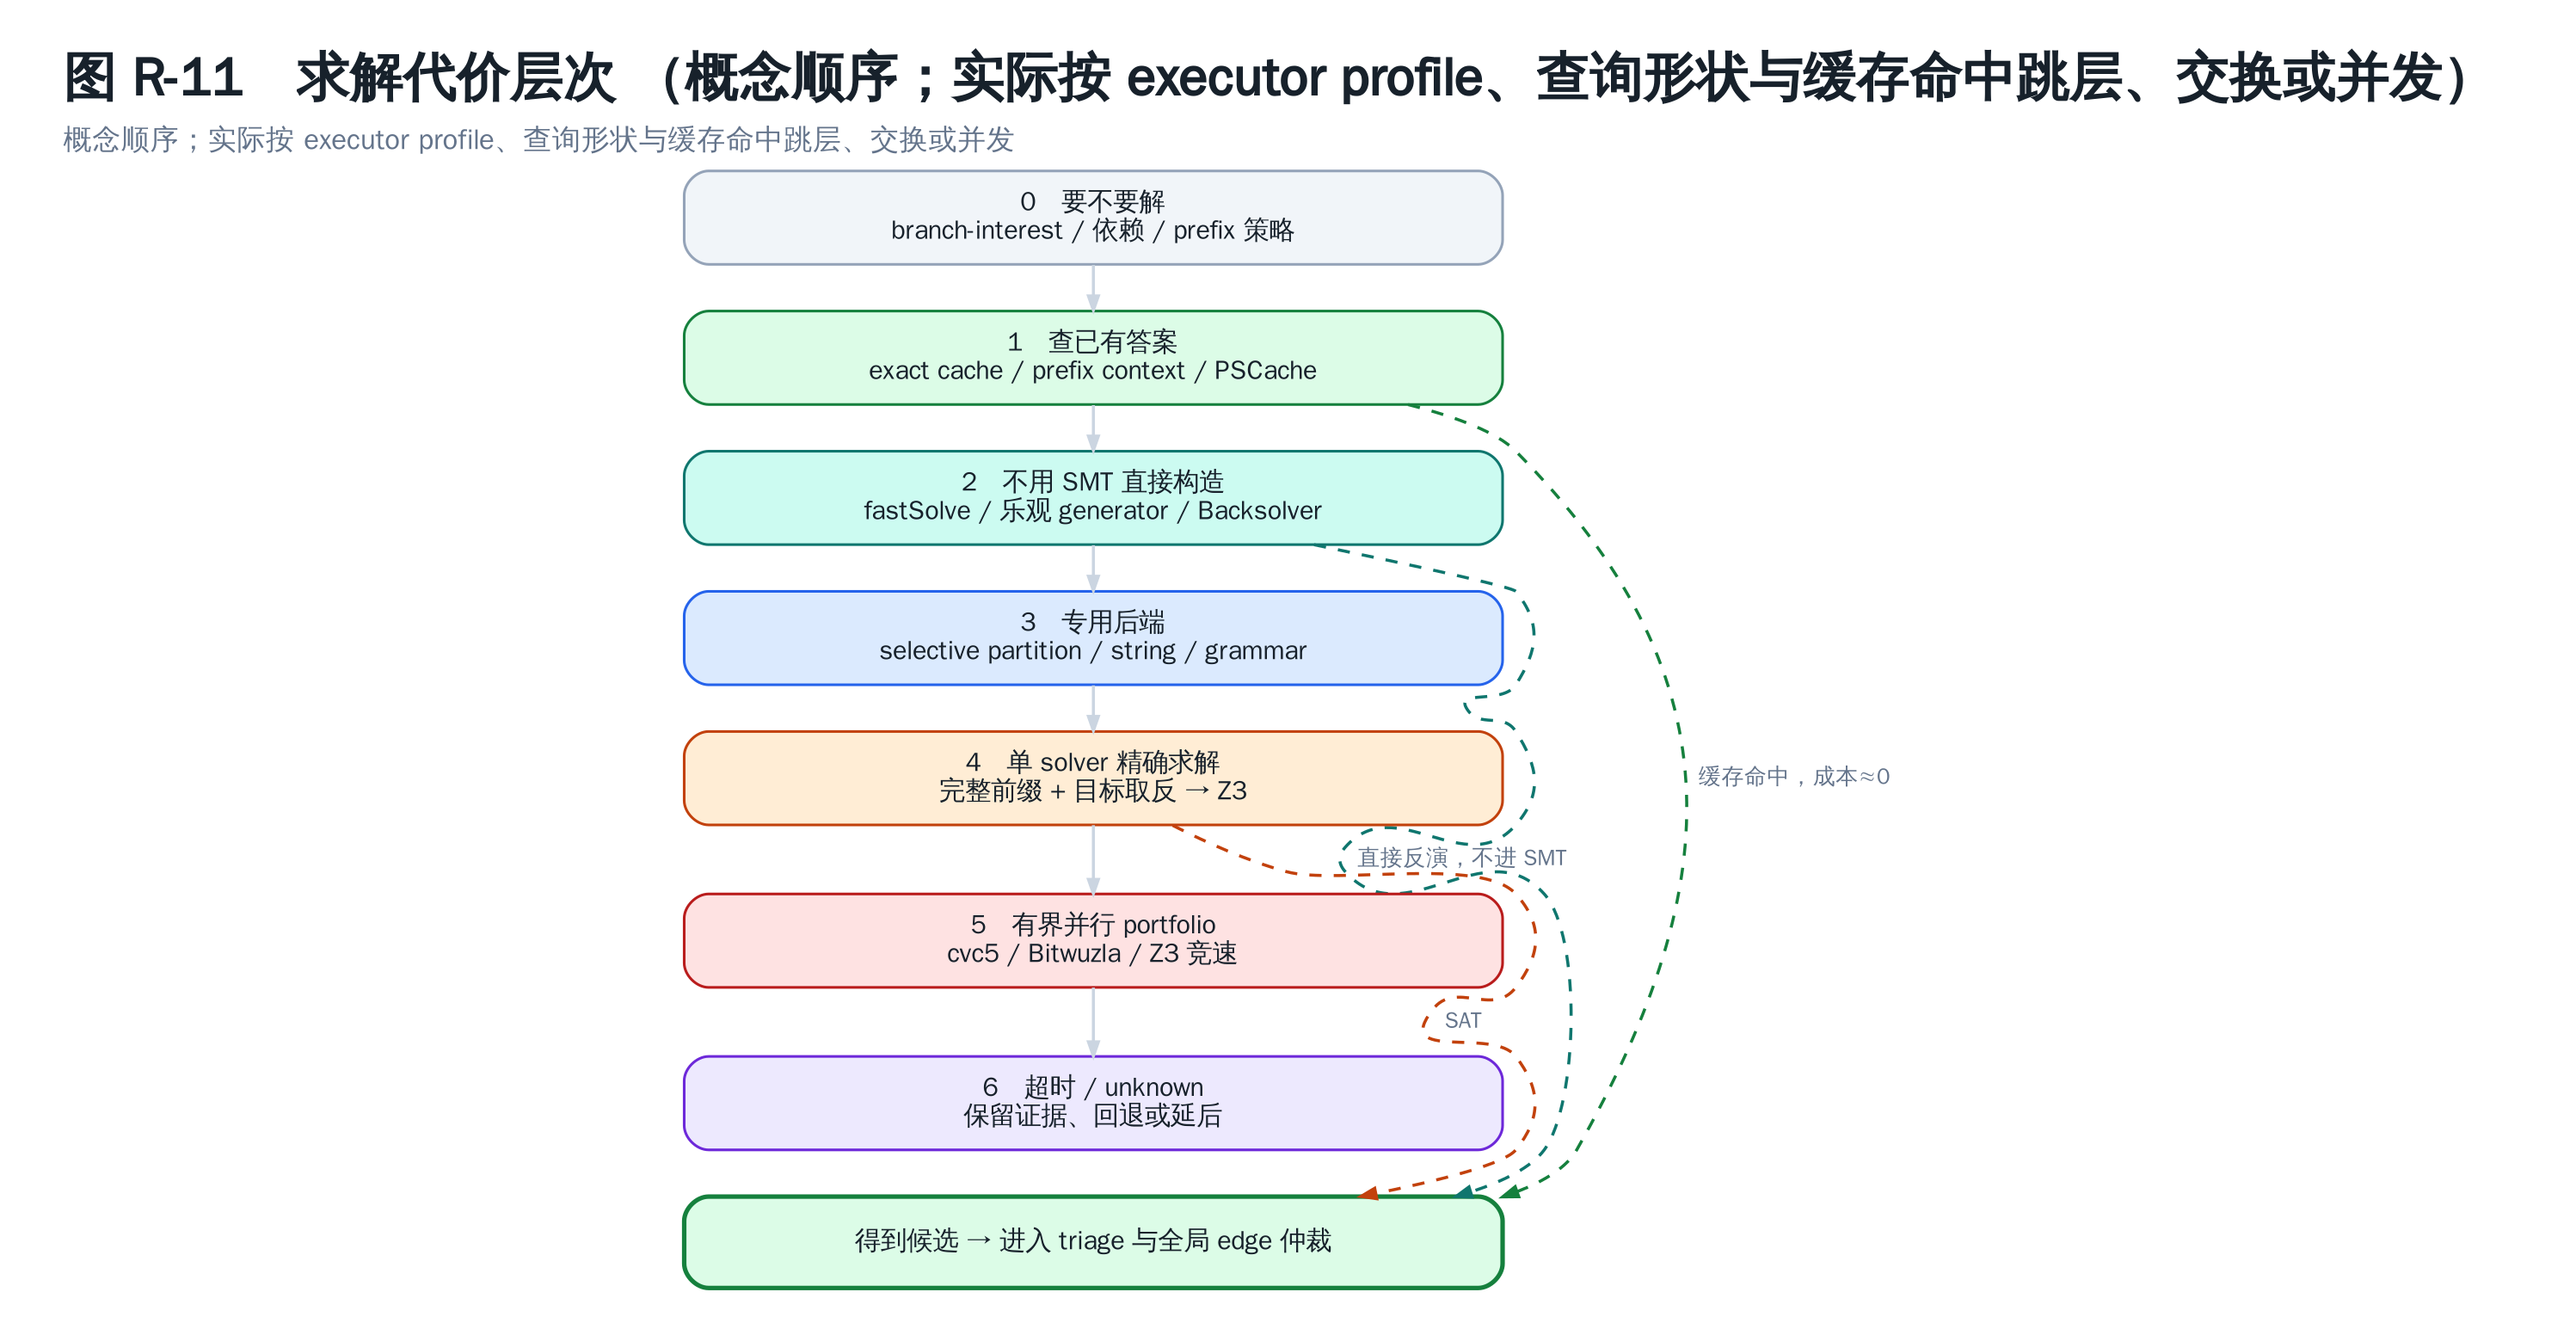 图 R-11　求解代价层次 （概念顺序；实际按 executor profile、查询形状与缓存命中跳层、交换或并发）
概念顺序；实际按 executor profile、查询形状与缓存命中跳层、交换或并发
0　要不要解
branch-interest / 依赖 / prefix 策略
1　查已有答案
exact cache / prefix context / PSCache
2　不用 SMT 直接构造
fastSolve / 乐观 generator / Backsolver
3　专用后端
selective partition / string / grammar
4　单 solver 精确求解
完整前缀 + 目标取反 → Z3
缓存命中，成本≈0
直接反演，不进 SMT
5　有界并行 portfolio
cvc5 / Bitwuzla / Z3 竞速
SAT
6　超时 / unknown
保留证据、回退或延后
得到候选 → 进入 triage 与全局 edge 仲裁